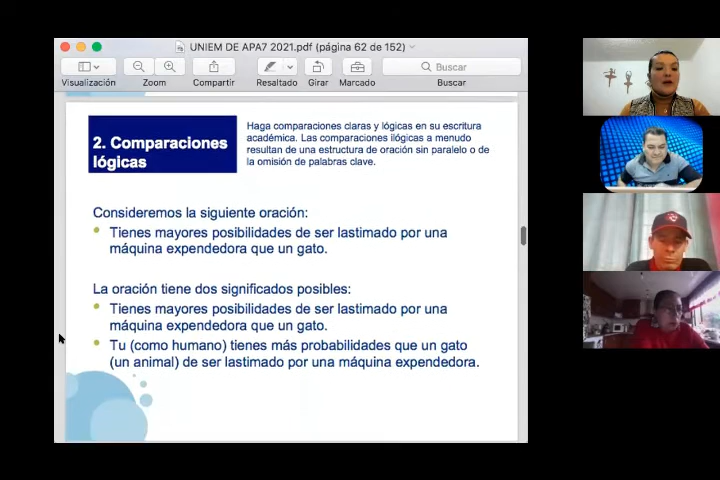 UNIEM DE APA7 2021.pdf (página 62 de 152)
Buscar
Visualización
Zoom
Compartir
Resaltado
Girar
Marcado
Buscar
2. Comparaciones
lógicas
Haga comparaciones claras y lógicas en su escritura
académica. Las comparaciones ilógicas a menudo
resultan de una estructura de oración sin paralelo o de
la omisión de palabras clave.
Consideremos la siguiente oración:
Tienes mayores posibilidades de ser lastimado por una
máquina expendedora que un gato.
La oración tiene dos significados posibles:
Tienes mayores posibilidades de ser lastimado por una
máquina expendedora que un gato.
Tu (como humano) tienes más probabilidades que un gato
(un animal) de ser lastimado por una máquina expendedora.